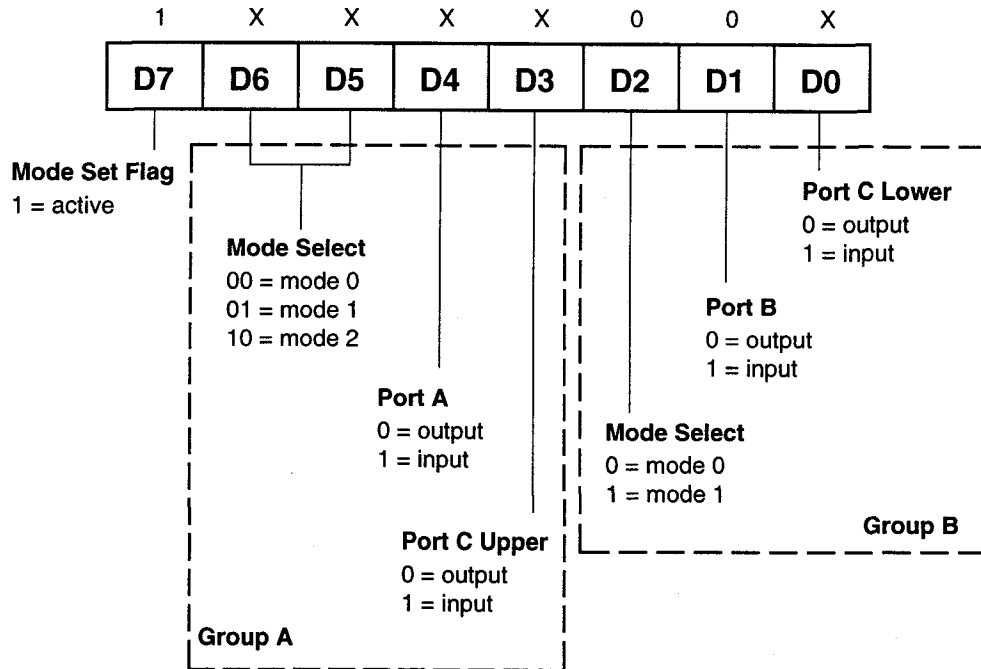 1 X X X X 0 0 X
D7 D6 D5 D4 D3 D2 D1 D0
Mode Set Flag
1 = active
Mode Select
00 = mode 0
01 = mode 1
10 = mode 2
Port A
0 = output
1 = input
Port C Upper
0 = output
1 = input
Group A
Port C Lower
0 = output
1 = input
Port B
0 = output
1 = input
Mode Select
0 = mode 0
1 = mode 1
Group B